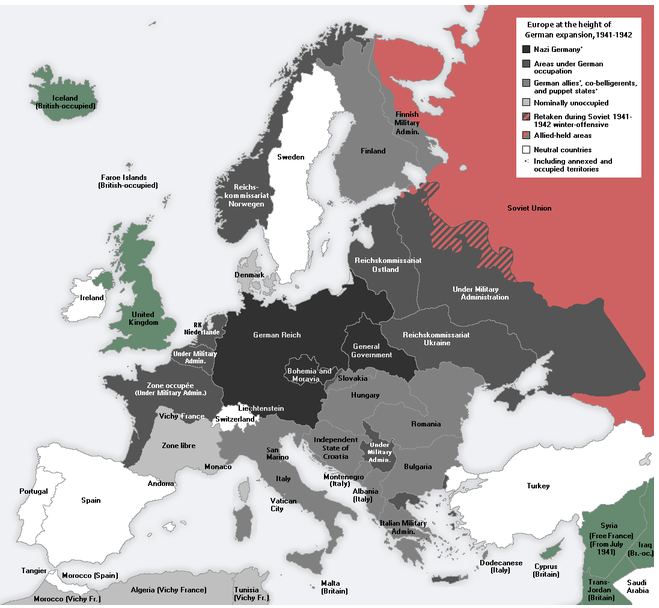 Europe at the height of
German expansion, 1941-1942
Nazi Germany*
Areas under German
occupation
German allies*, co-belligerents,
and puppet states*
Nominally unoccupied
Retaken during Soviet 1941-
1942 winter-offensive
Allied-held areas
Neutral countries
Including annexed and
occupied territories
Iceland
(British-occupied)
Faroe Islands
(British-occupied)
Finnish
Military
Admin.
Finland
Sweden
Reichs-
kommissariat
Norwegen
Soviet Union
Denmark
Reichskommissariat
Ostland
Under Military
Administration
Ireland
United
Kingdom
RK
Niederlande
Under Military
Admin.
German Reich
General
Government
Reichskommissariat
Ukraine
Bohemia and
Moravia
Slovakia
Zone occupée
(Under Military Admin.)
Hungary
Liechtenstein
Switzerland
Vichy France
Zone libre
Romania
Independent
State of
Croatia
Under
Military
Admin.
San
Marino
Monaco
Andorra
Italy
Bulgaria
Montenegro
(Italy)
Albania
(Italy)
Vatican
City
Italian Military
Admin.
Portugal
Spain
Turkey
Syria
(Free France)
(From July
1941)
Iraq
(Br.-oc.)
Dodecanese
(Italy)
Cyprus
(Britain)
Tangier
Morocco (Spain)
Morocco (Vichy Fr.)
Algeria (Vichy France)
Tunisia
(Vichy Fr.)
Malta
(Britain)
Trans-
Jordan
(Britain)
Saudi
Arabia